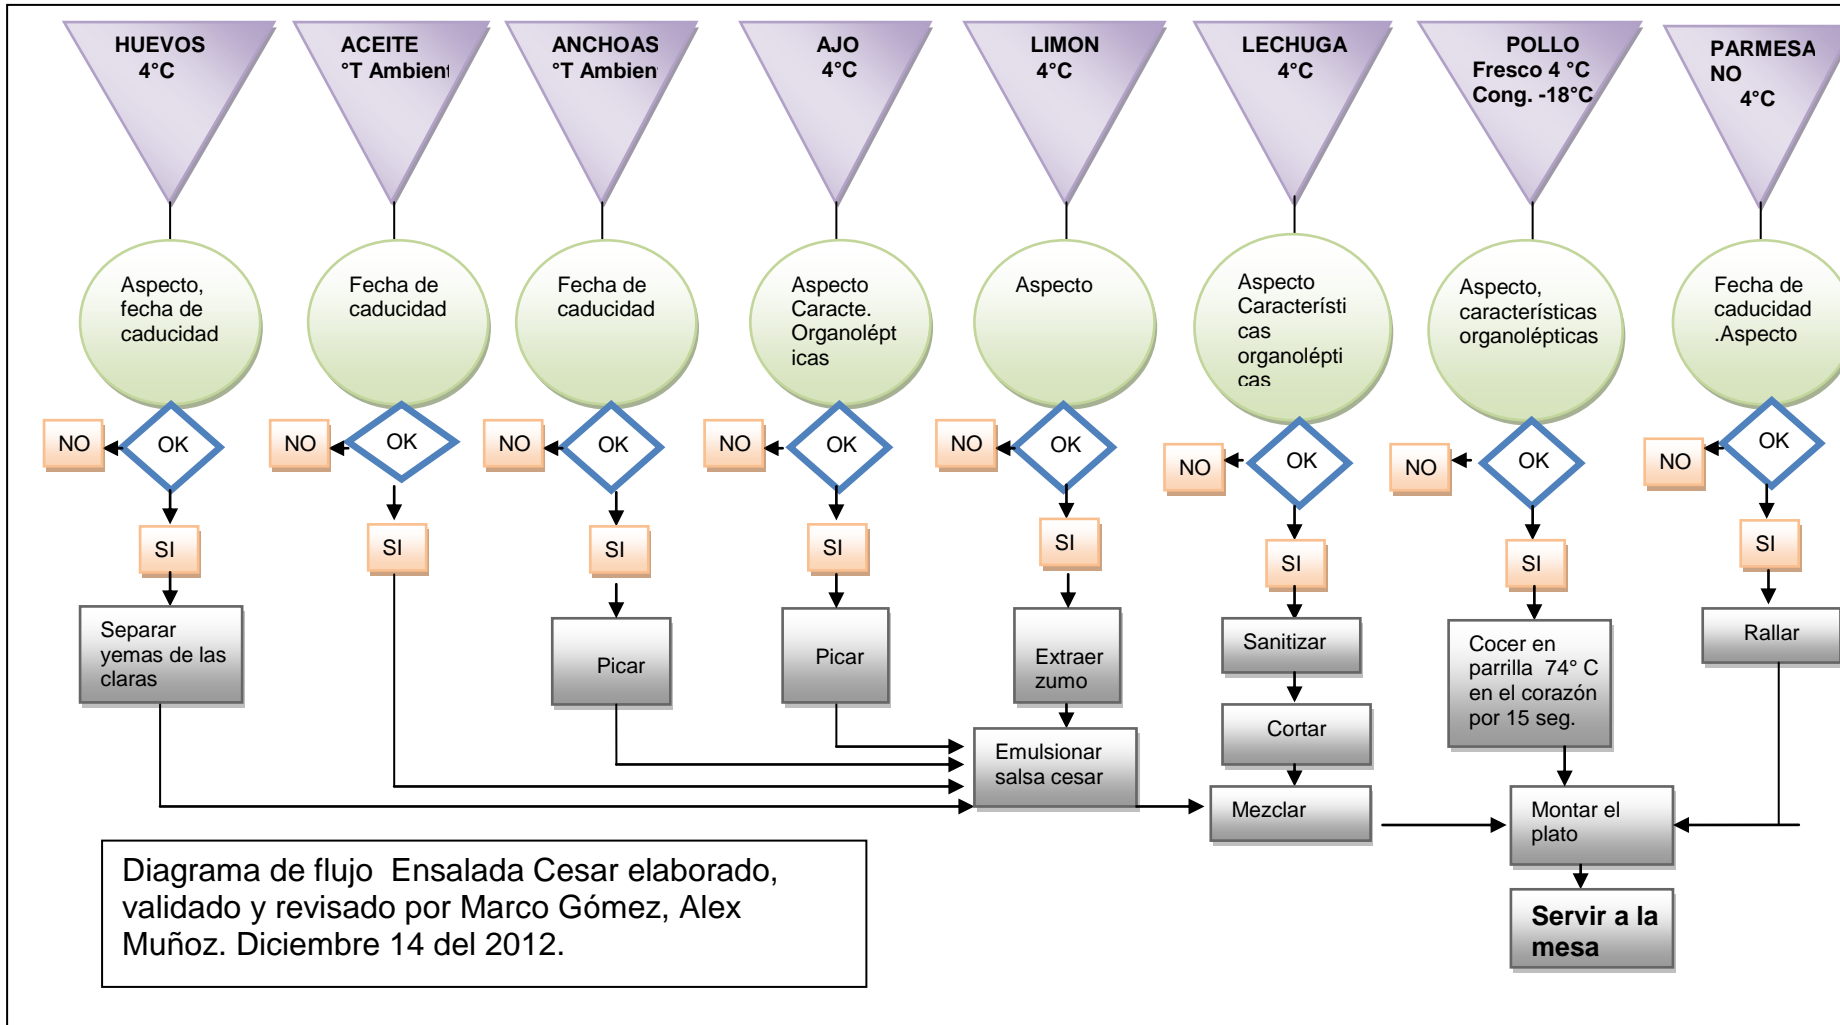 HUEVOS
4°C
ACEITE
°T Ambient
ANCHOAS
°T Ambien
AJO
4°C
LIMON
4°C
LECHUGA
4°C
POLLO
Fresco 4 °C
Cong. -18°C
PARMESA
NO
4°C
Aspecto,
fecha de
caducidad
Fecha de
caducidad
Fecha de
caducidad
Aspecto
Caracte.
Organolépt
icas
Aspecto
Aspecto
Característi
cas
organolépti
cas
Aspecto,
características
organolépticas
Fecha de
caducidad
.Aspecto
NO
OK
NO
OK
NO
OK
NO
OK
NO
OK
NO
OK
NO
OK
NO
OK
SI
SI
SI
SI
SI
SI
SI
SI
Separar
yemas de las
claras
Picar
Picar
Extraer
zumo
Sanitizar
Cocer en
parrilla 74° C
en el corazón
por 15 seg.
Rallar
Cortar
Emulsionar
salsa cesar
Mezclar
Montar el
plato
Servir a la
mesa
Diagrama de flujo Ensalada Cesar elaborado,
validado y revisado por Marco Gómez, Alex
Muñoz. Diciembre 14 del 2012.